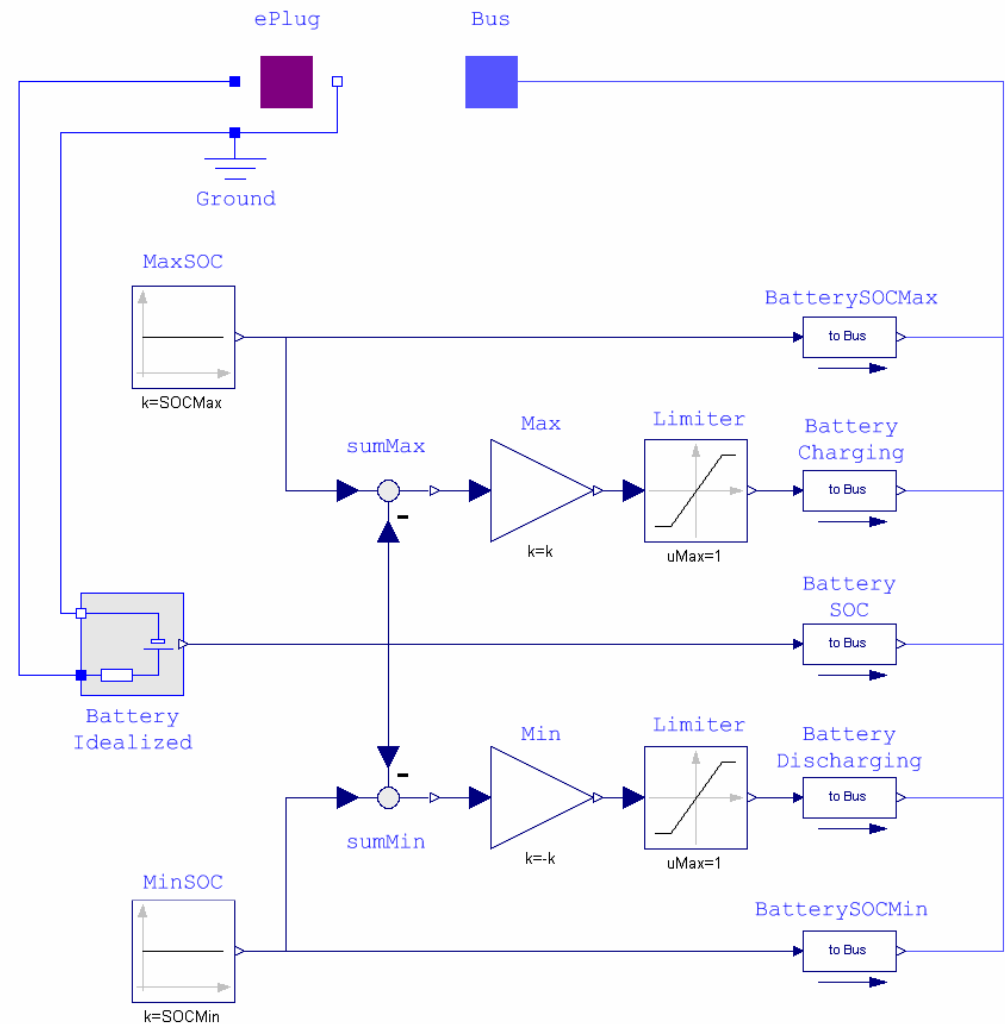 ePlug
Bus
Ground
MaxSOC
k=SOCMax
BatterySOCMax
to Bus
sumMax
-
Max
k=k
Limiter
uMax=1
Battery
Charging
to Bus
Battery
SOC
to Bus
Battery
Idealized
-
sumMin
Min
k=-k
Limiter
uMax=1
Battery
Discharging
to Bus
MinSOC
k=SOCMin
BatterySOCMin
to Bus